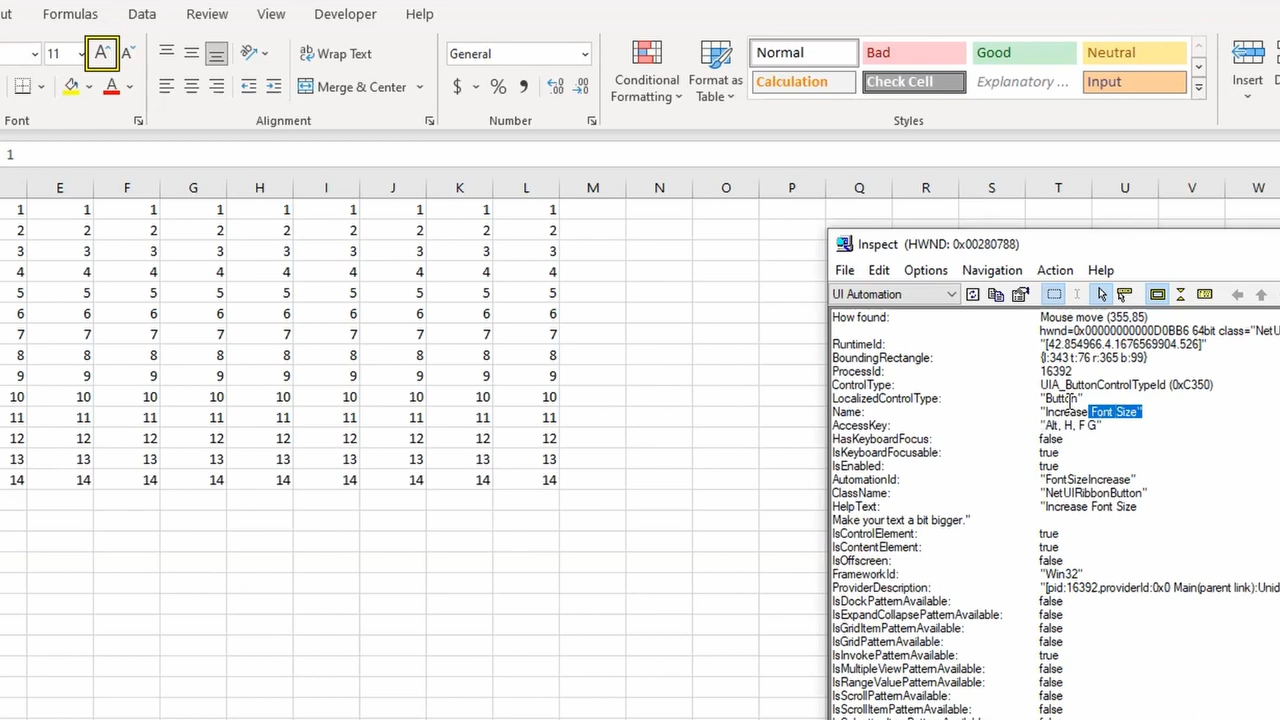 ut Formulas Data Review View Developer Help
11 A A ab Wrap Text General Normal Bad Good Neutral
A Merge & Center $ % 9 Conditional Formatting Format as Table Calculation Check Cell Explanatory ... Input Insert
Font Alignment Number Styles
1
E F G H I J K L M N O P Q R S T U V W
1 1 1 1 1 1 1 1 1
2 2 2 2 2 2 2 2 2
3 3 3 3 3 3 3 3 3
4 4 4 4 4 4 4 4 4
5 5 5 5 5 5 5 5 5
6 6 6 6 6 6 6 6 6
7 7 7 7 7 7 7 7 7
8 8 8 8 8 8 8 8 8
9 9 9 9 9 9 9 9 9
10 10 10 10 10 10 10 10 10
11 11 11 11 11 11 11 11 11
12 12 12 12 12 12 12 12 12
13 13 13 13 13 13 13 13 13
14 14 14 14 14 14 14 14 14
Inspect (HWND: 0x00280788)
File Edit Options Navigation Action Help
UI Automation
How found: Mouse move (355,85)
hwnd=0x00000000000D0BB6 64bit class="NetU
RuntimeId: "[42.854966.4.1676569904.526]"
BoundingRectangle: {l:343 t:76 r:365 b:99}
ProcessId: 16392
ControlType: UIA_ButtonControlTypeId (0xC350)
LocalizedControlType: "Button"
Name: "Increase Font Size"
AccessKey: "Alt, H, F G"
HasKeyboardFocus: false
IsKeyboardFocusable: true
IsEnabled: true
AutomationId: "FontSizeIncrease"
ClassName: "NetUIRibbonButton"
HelpText: "Increase Font Size
Make your text a bit bigger."
IsControlElement: true
IsContentElement: true
IsOffscreen: false
FrameworkId: "Win32"
ProviderDescription: "[pid:16392,providerId:0x0 Main(parent link):Unid
IsDockPatternAvailable: false
IsExpandCollapsePatternAvailable: false
IsGridItemPatternAvailable: false
IsGridPatternAvailable: false
IsInvokePatternAvailable: true
IsMultipleViewPatternAvailable: false
IsRangeValuePatternAvailable: false
IsScrollPatternAvailable: false
IsScrollItemPatternAvailable: false